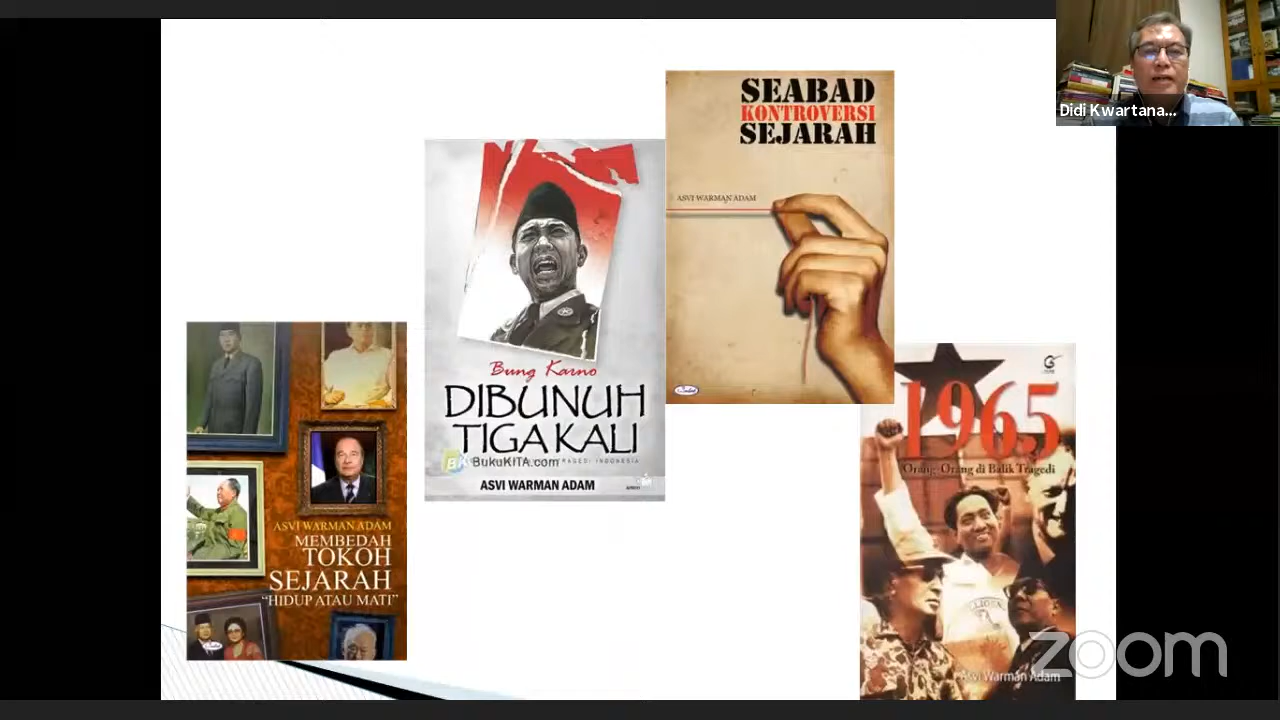 Didi Kwartana...
SEABAD
KONTROVERSI
SEJARAH
ASVI WARMAN ADAM
Bung Karno
DIBUNUH
TIGA KALI
BukuKITA.com
ASVI WARMAN ADAM
ASVI WARMAN ADAM
MEMBEDAH
TOKOH
SEJARAH
"HIDUP ATAU MATI"
1965
Orang-Orang di Balik Tragedi
Asvi Warman Adam
zoom